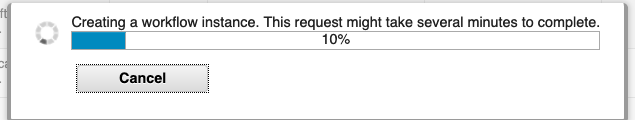 Creating a workflow instance. This request might take several minutes to complete.
10%
Cancel